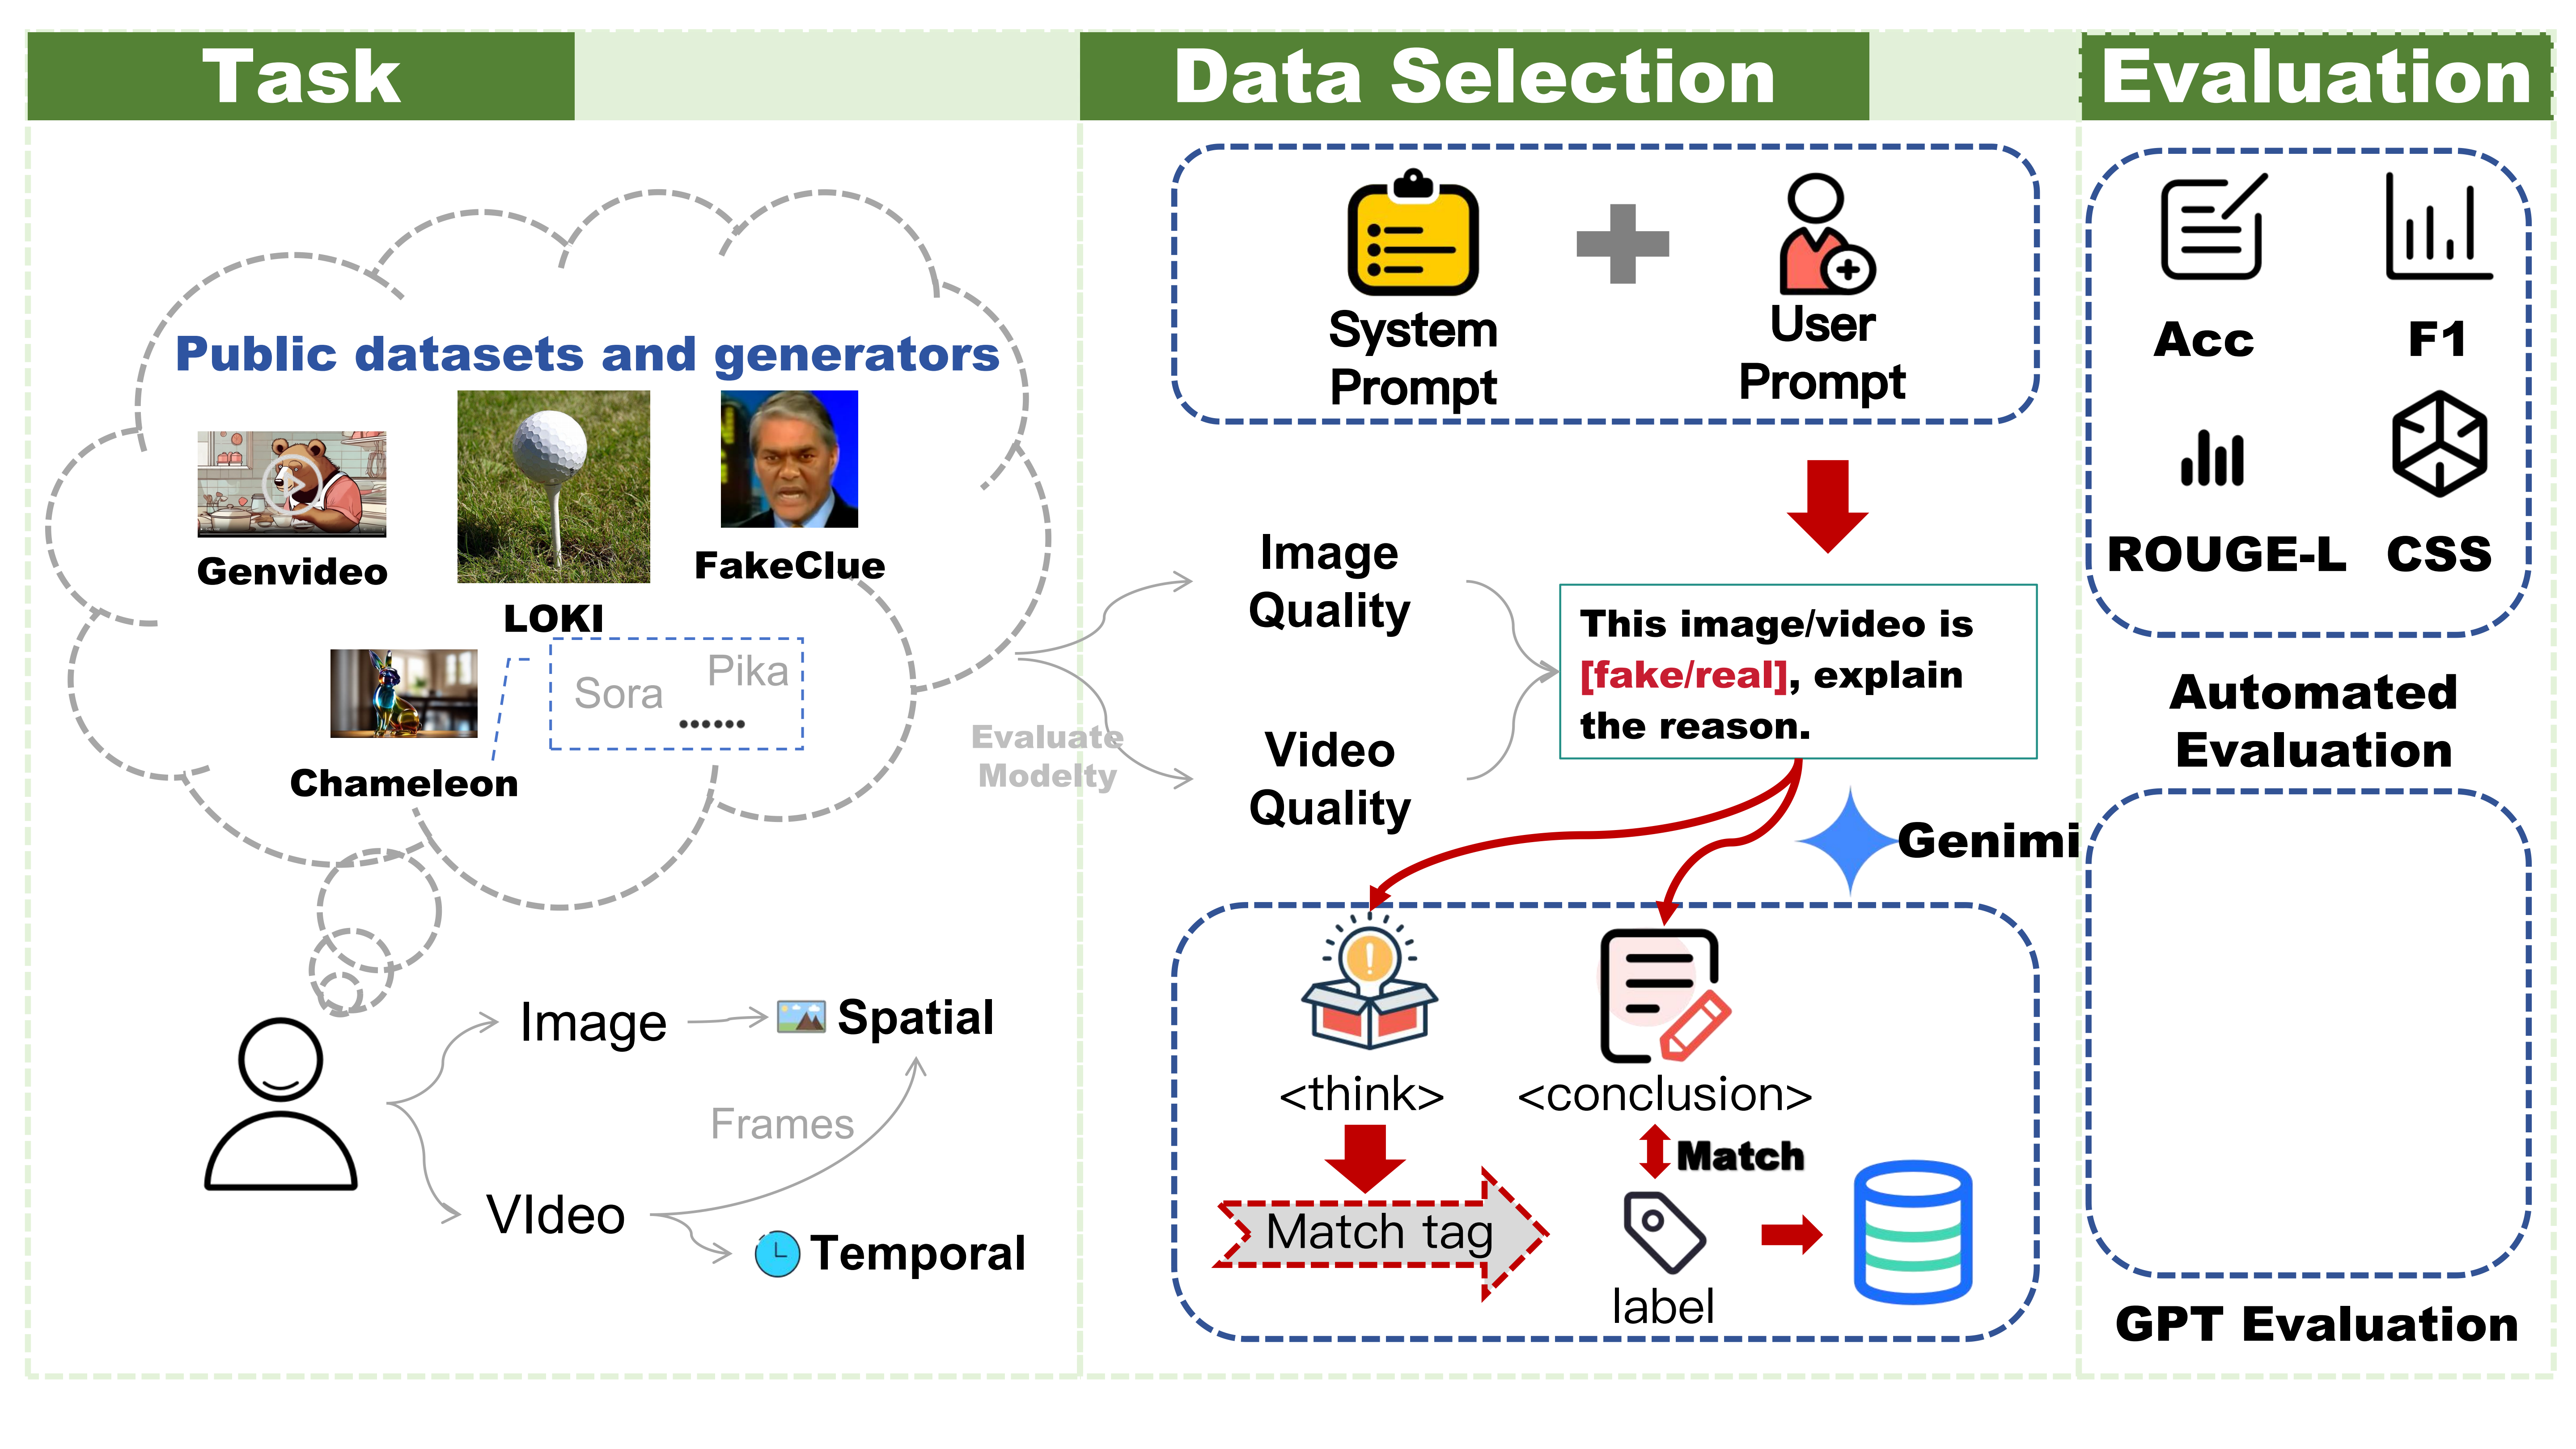 Task
Data Selection
Evaluation
Public datasets and generators
Genvideo
LOKI
FakeClue
Chameleon
Sora
Pika
......
Image
Spatial
Frames
VIdeo
Temporal
Evaluate
Modelty
System
Prompt
User
Prompt
Image
Quality
Video
Quality
This image/video is
[fake/real], explain
the reason.
Genimi
<think>
<conclusion>
Match
Match tag
label
Acc
F1
ROUGE-L
CSS
Automated
Evaluation
GPT Evaluation